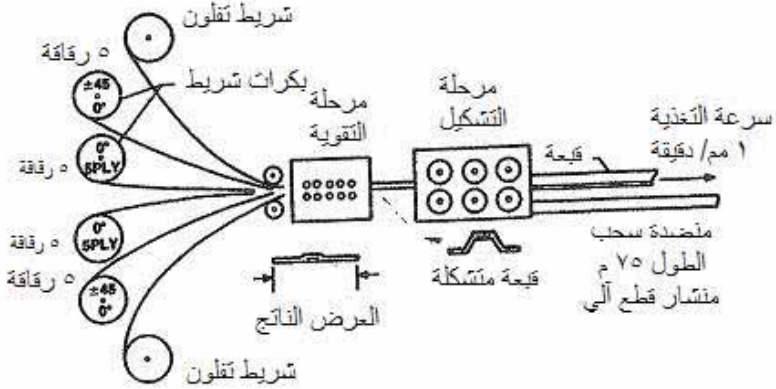 شريط تفلون
٥ رقاقة
±45
0°
بكرات شريط
0°
5PLY
٥ رقاقة
0°
5PLY
٥ رقاقة
٥ رقاقة
±45
0°
شريط تفلون
مرحلة
التقوية
العرض الناتج
مرحلة
التشكيل
قبعة
قبعة متشكلة
سرعة التغذية
١ مم/ دقيقة
منضدة سحب
الطول ٧٥ م
منشار قطع آلي